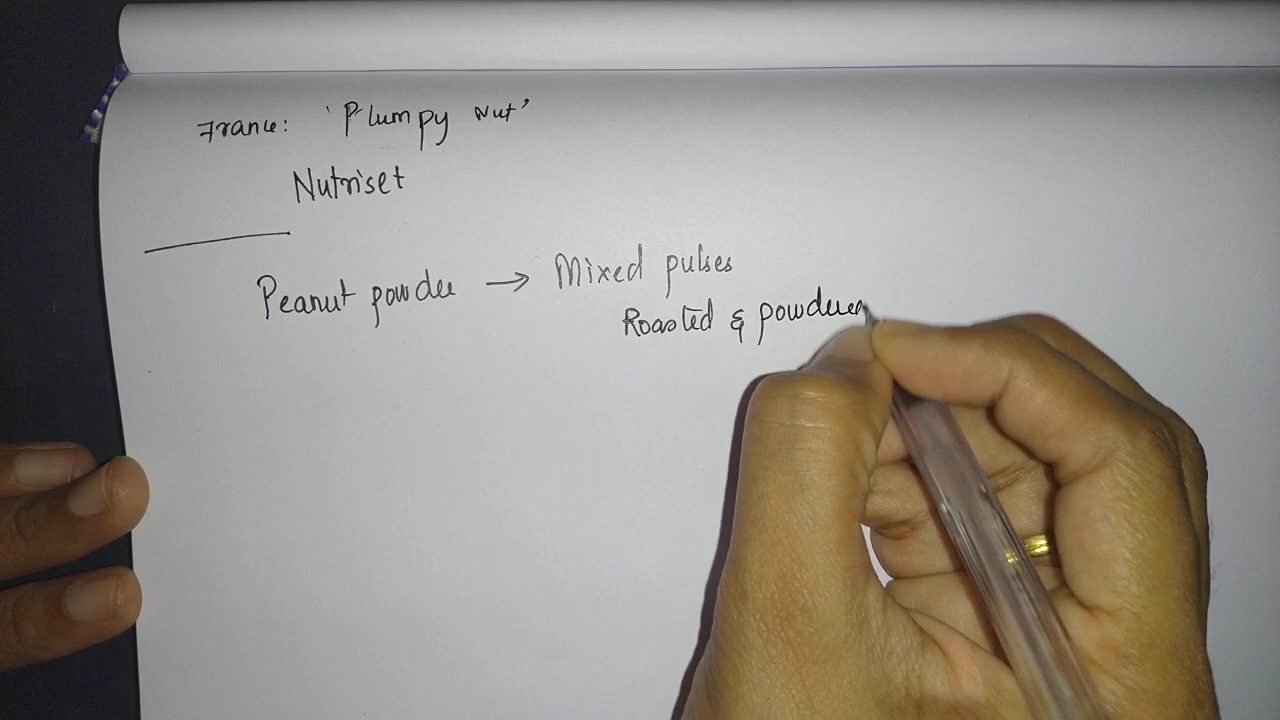 France: 'Plumpy Nut'
Nutriset
Peanut powder → Mixed pulses
Roasted & powdered